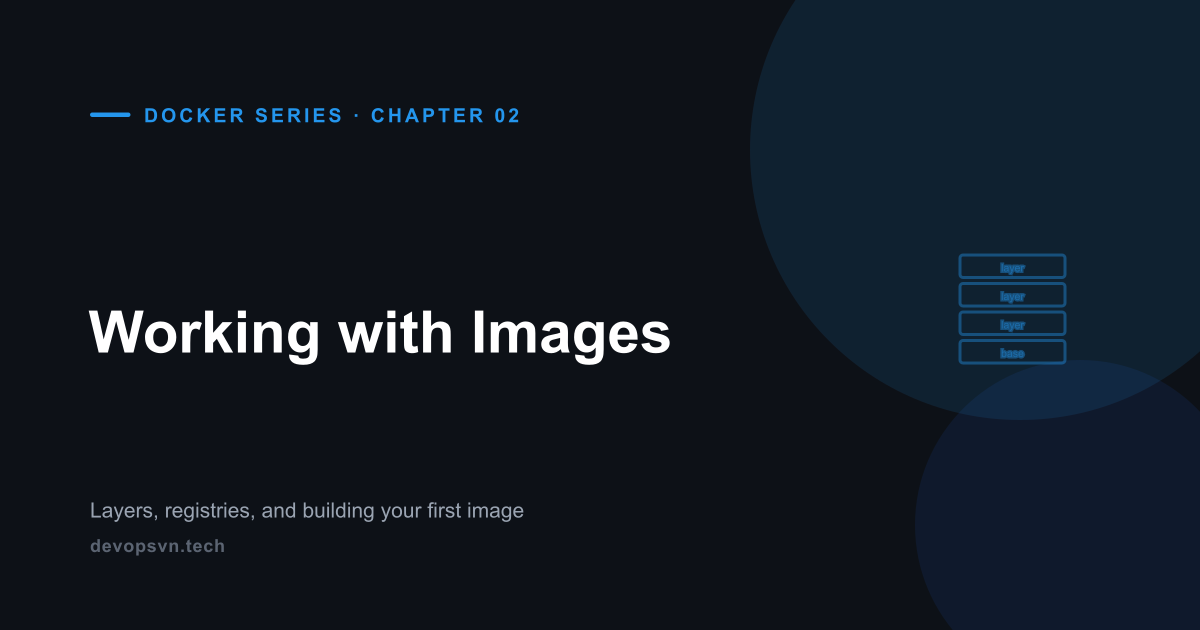 DOCKER SERIES · CHAPTER 02
layer
layer
layer
base
Working with Images
Layers, registries, and building your first image
devopsvn.tech